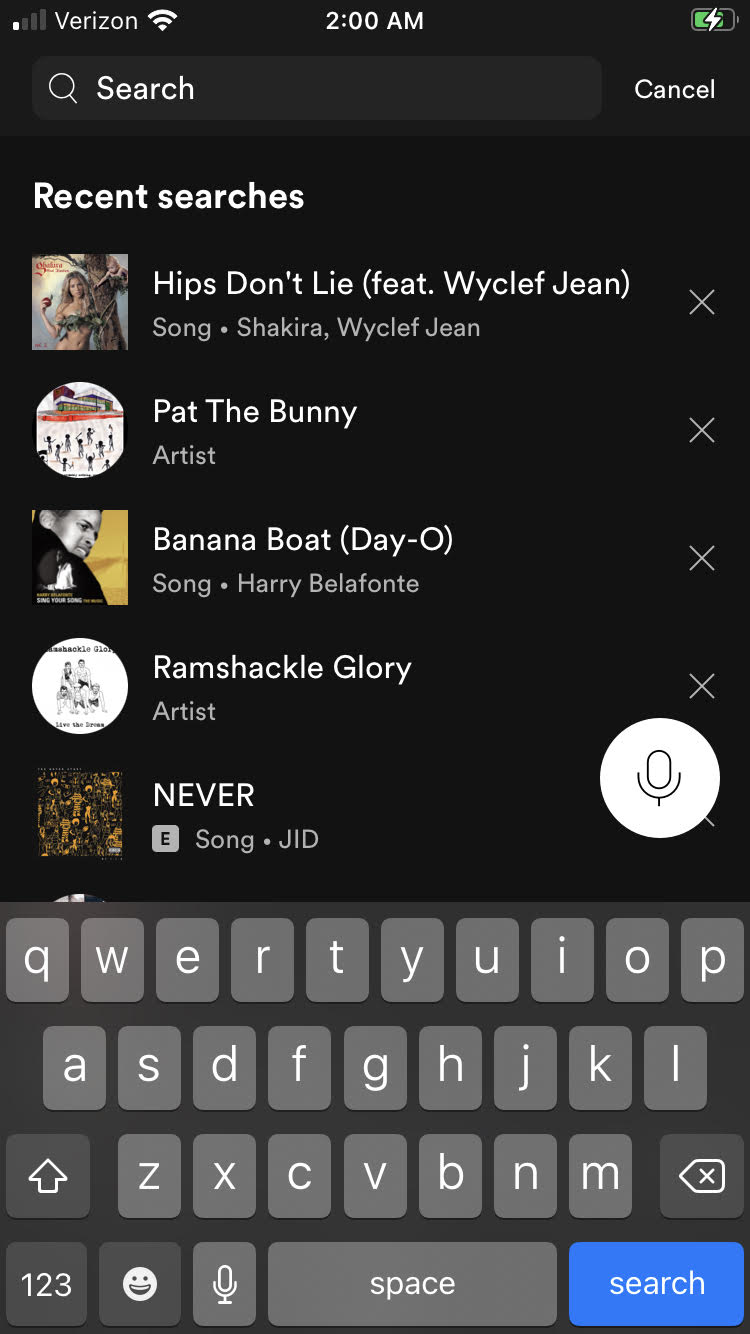 Verizon 2:00 AM
Search Cancel
Recent searches
Shakira
Hips Don't Lie (feat. Wyclef Jean)
Song • Shakira, Wyclef Jean
Pat The Bunny
Artist
Banana Boat (Day-O)
Song • Harry Belafonte
HARRY BELAFONTE
SING YOUR SONG THE MUSIC
Ramshackle Glory
Artist
Live the Dream
NEVER
E Song • JID
q w e r t y u i o p
a s d f g h j k l
z x c v b n m
123 space search